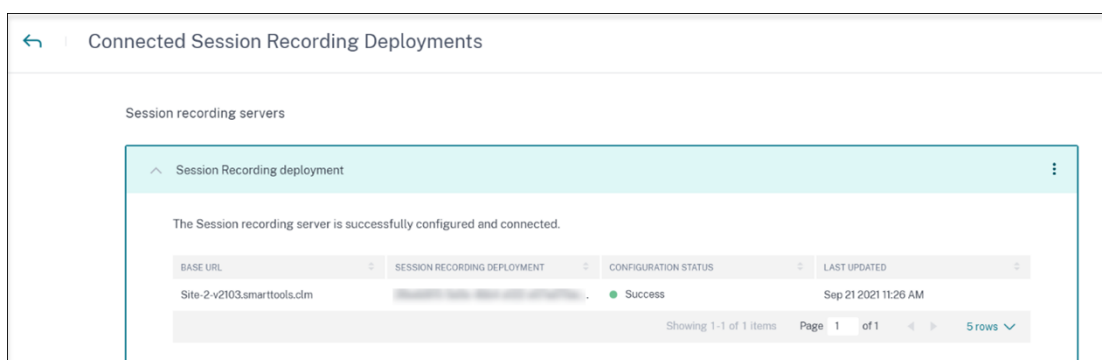 Connected Session Recording Deployments
Session recording servers
Session Recording deployment
The Session recording server is successfully configured and connected.
BASE URL SESSION RECORDING DEPLOYMENT CONFIGURATION STATUS LAST UPDATED
Site-2-v2103.smarttools.clm Success Sep 21 2021 11:26 AM
Showing 1-1 of 1 items Page 1 of 1 5 rows